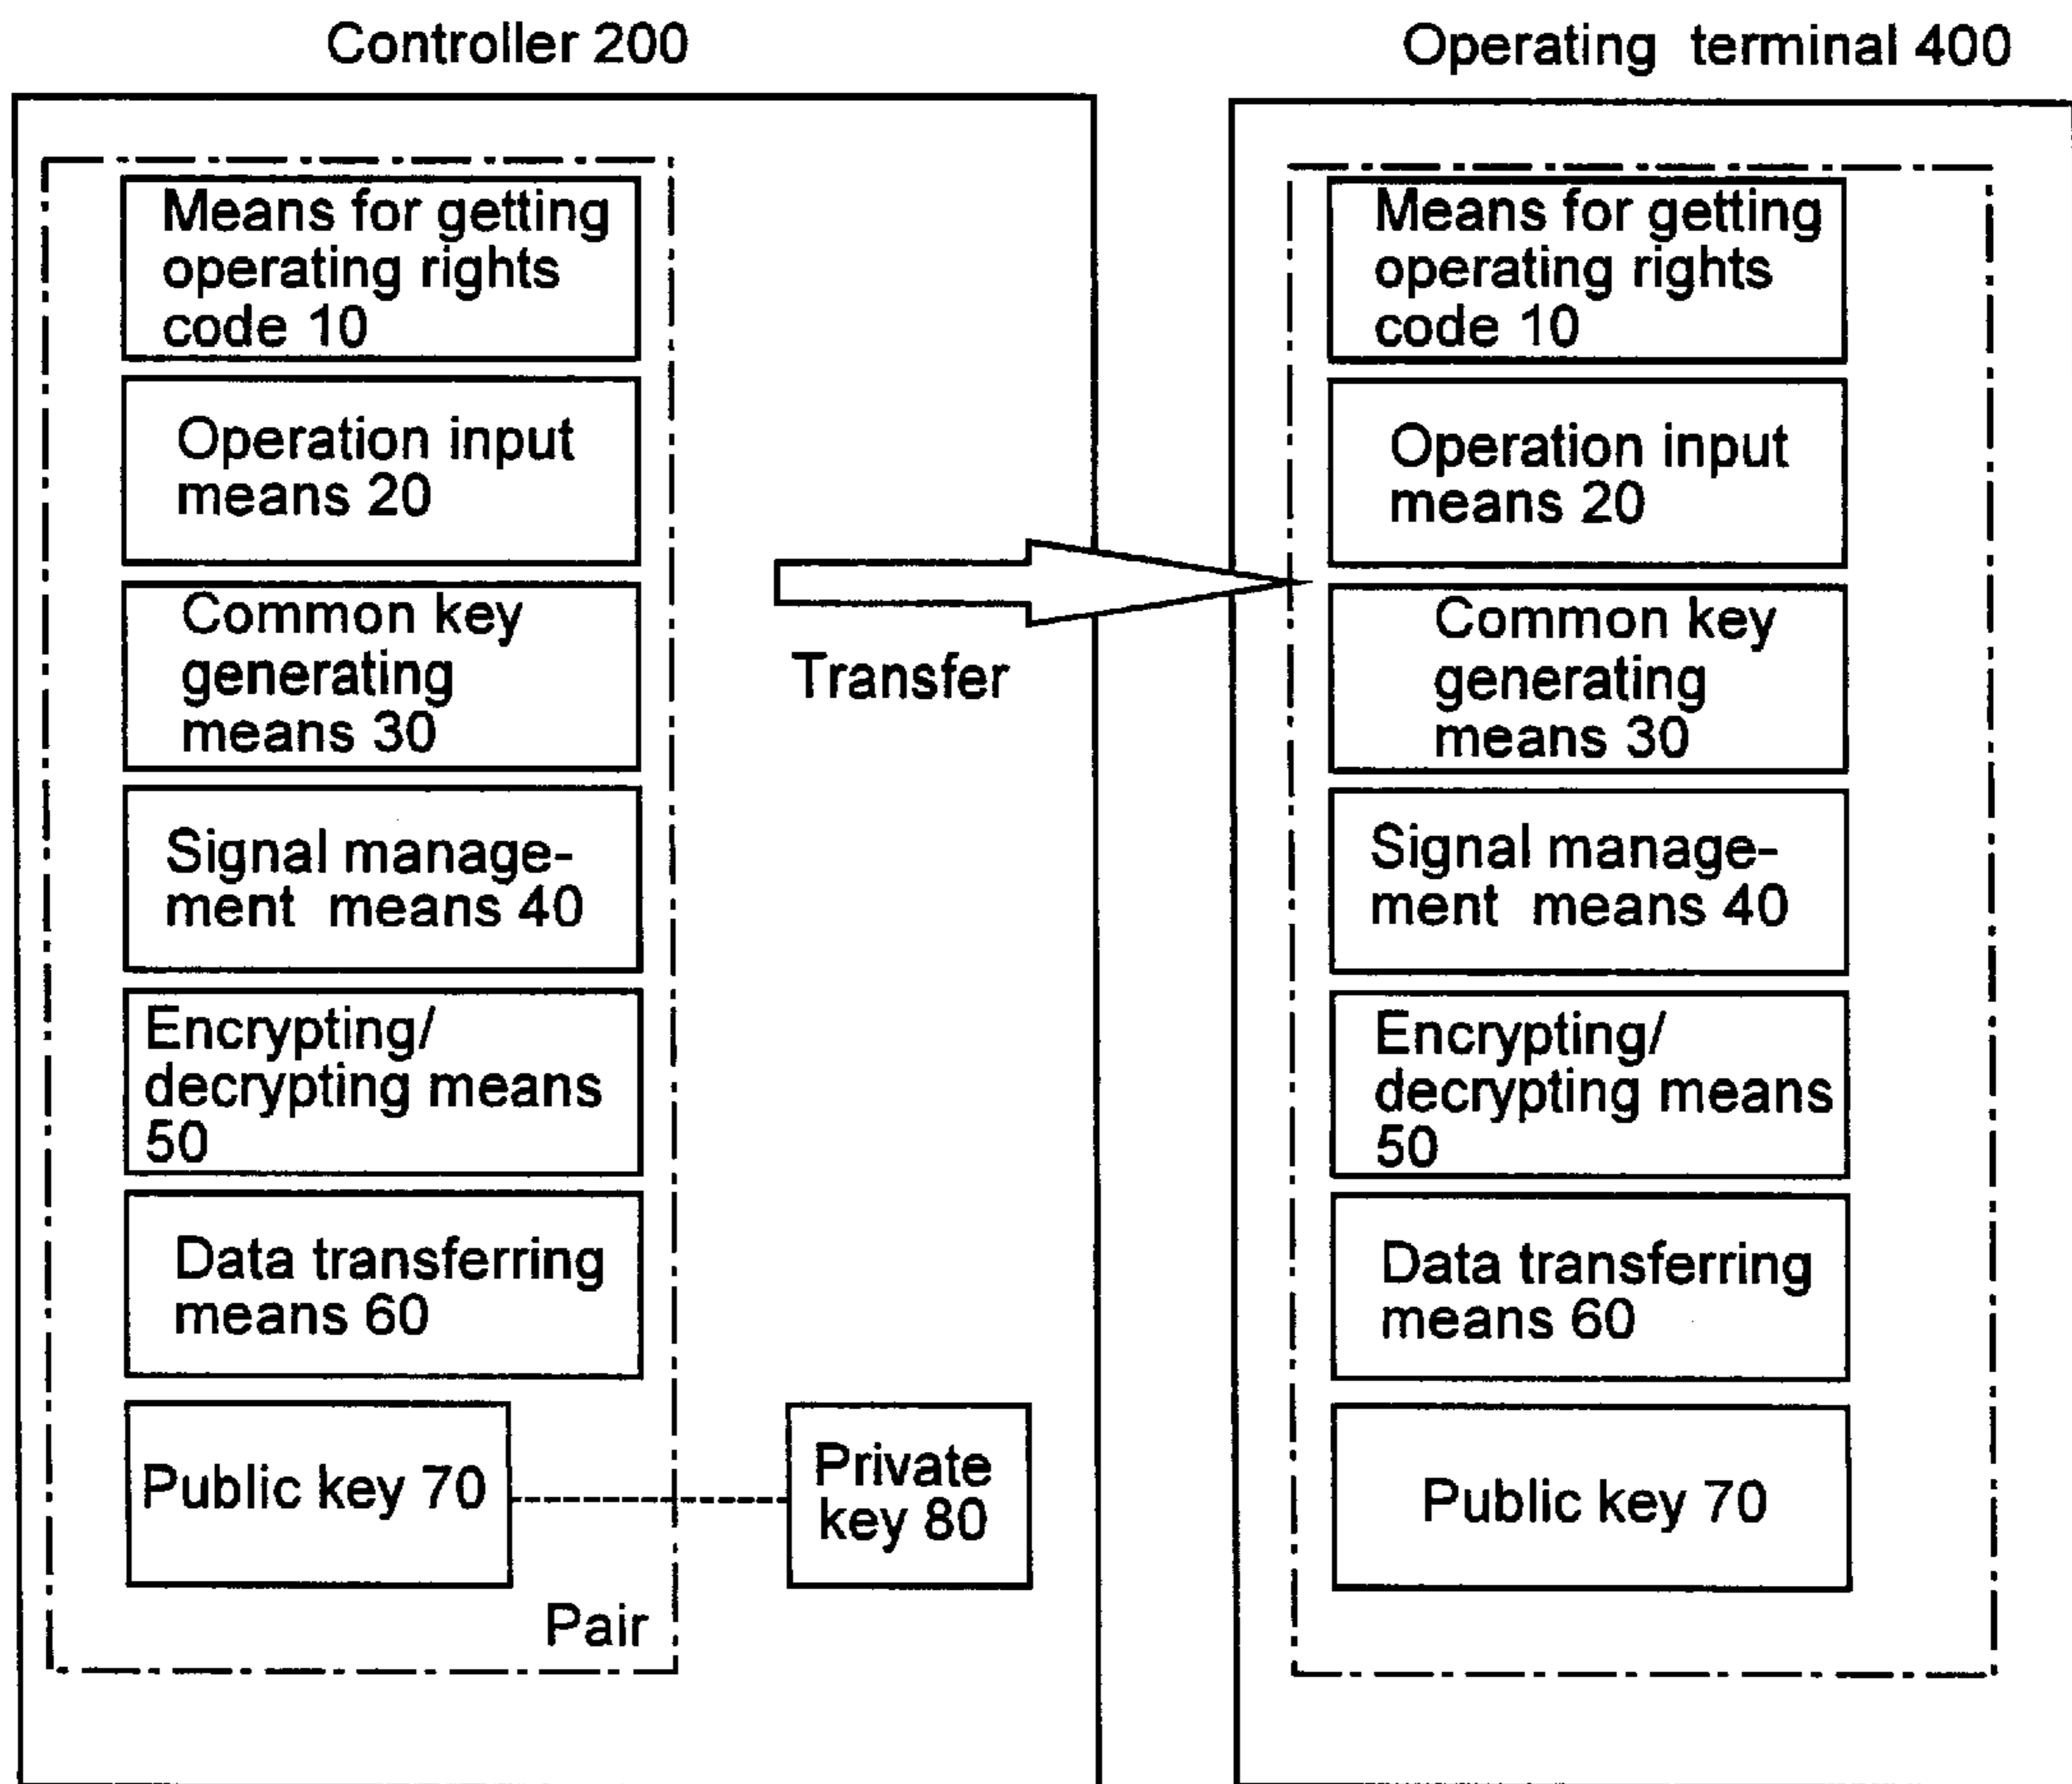 Controller 200
Means for getting
operating rights
code 10
Operation input
means 20
Common key
generating
means 30
Signal manage-
ment means 40
Encrypting/
decrypting means
50
Data transferring
means 60
Public key 70
Private
key 80
Pair
Transfer
Operating terminal 400
Means for getting
operating rights
code 10
Operation input
means 20
Common key
generating
means 30
Signal manage-
ment means 40
Encrypting/
decrypting means
50
Data transferring
means 60
Public key 70